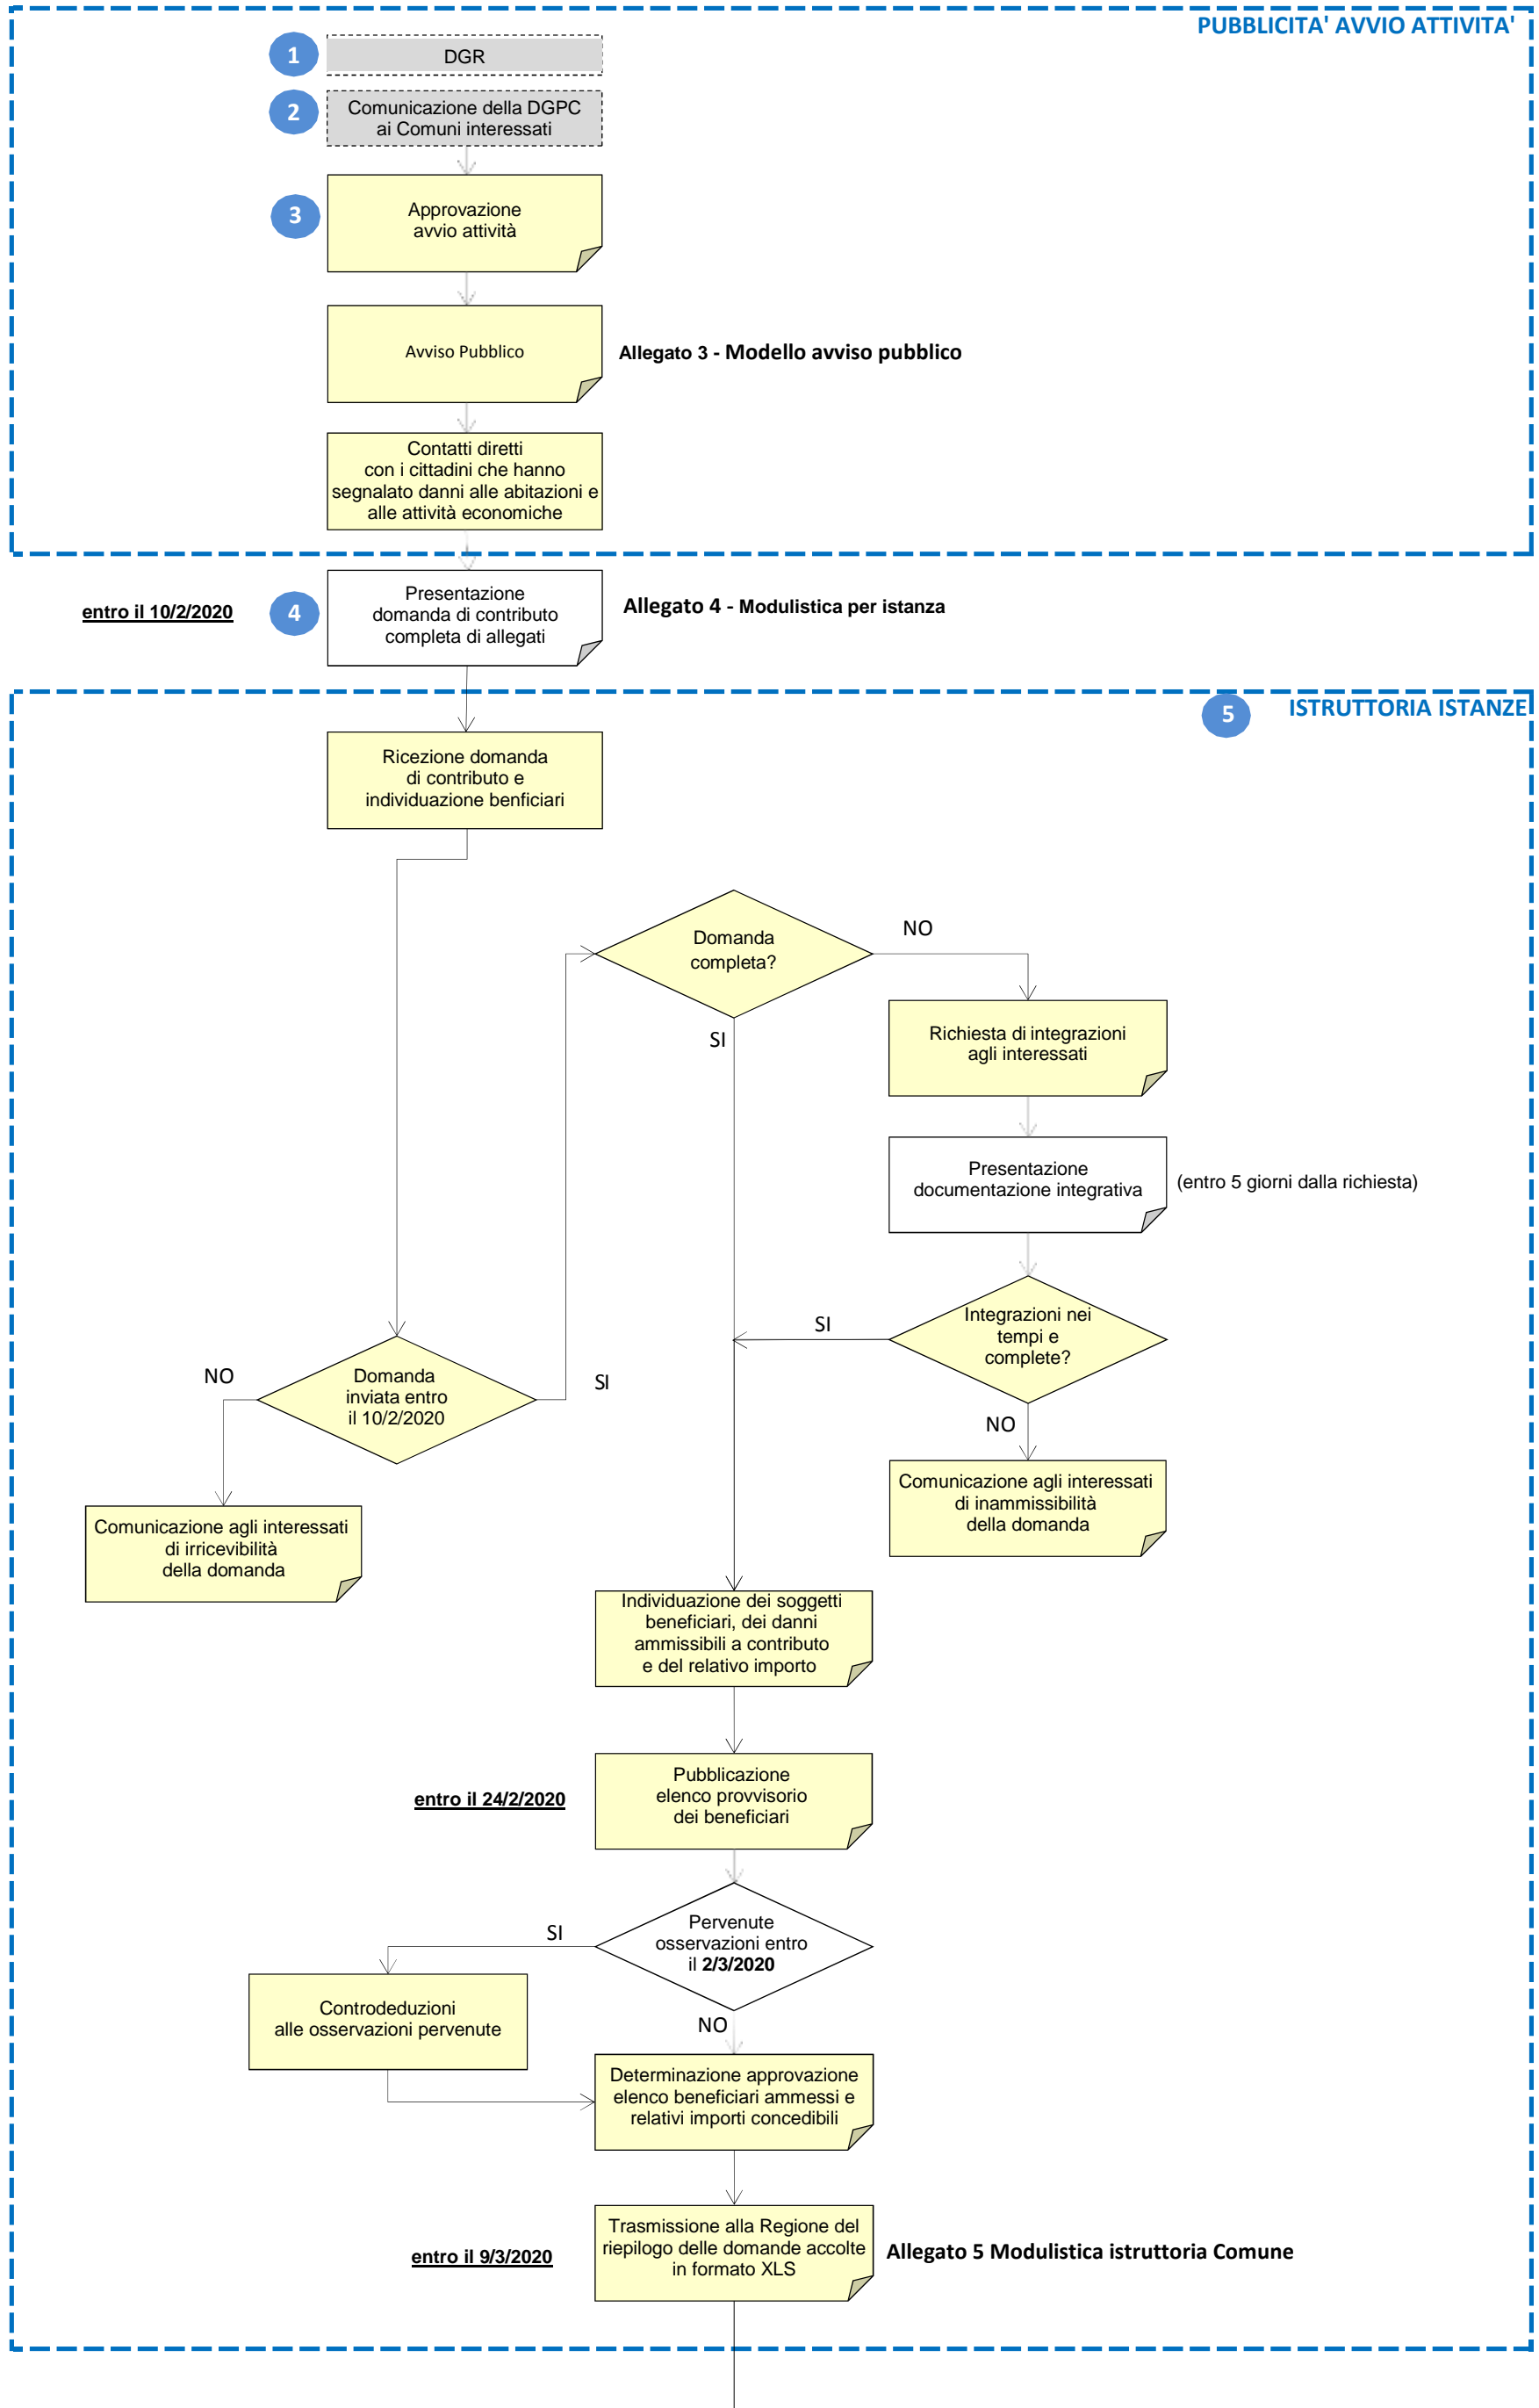 PUBBLICITA' AVVIO ATTIVITA'
1
DGR
2
Comunicazione della DGPC
ai Comuni interessati
3
Approvazione
avvio attività
Avviso Pubblico
Allegato 3 - Modello avviso pubblico
Contatti diretti
con i cittadini che hanno
segnalato danni alle abitazioni e
alle attività economiche
entro il 10/2/2020
4
Presentazione
domanda di contributo
completa di allegati
Allegato 4 - Modulistica per istanza
5
ISTRUTTORIA ISTANZE
Ricezione domanda
di contributo e
individuazione benficiari
Domanda
completa?
NO
SI
Richiesta di integrazioni
agli interessati
Presentazione
documentazione integrativa
(entro 5 giorni dalla richiesta)
Integrazioni nei
tempi e
complete?
SI
NO
Domanda
inviata entro
il 10/2/2020
NO
SI
Comunicazione agli interessati
di inammissibilità
della domanda
Comunicazione agli interessati
di irricevibilità
della domanda
Individuazione dei soggetti
beneficiari, dei danni
ammissibili a contributo
e del relativo importo
entro il 24/2/2020
Pubblicazione
elenco provvisorio
dei beneficiari
Pervenute
osservazioni entro
il 2/3/2020
SI
NO
Controdeduzioni
alle osservazioni pervenute
Determinazione approvazione
elenco beneficiari ammessi e
relativi importi concedibili
entro il 9/3/2020
Trasmissione alla Regione del
riepilogo delle domande accolte
in formato XLS
Allegato 5 Modulistica istruttoria Comune